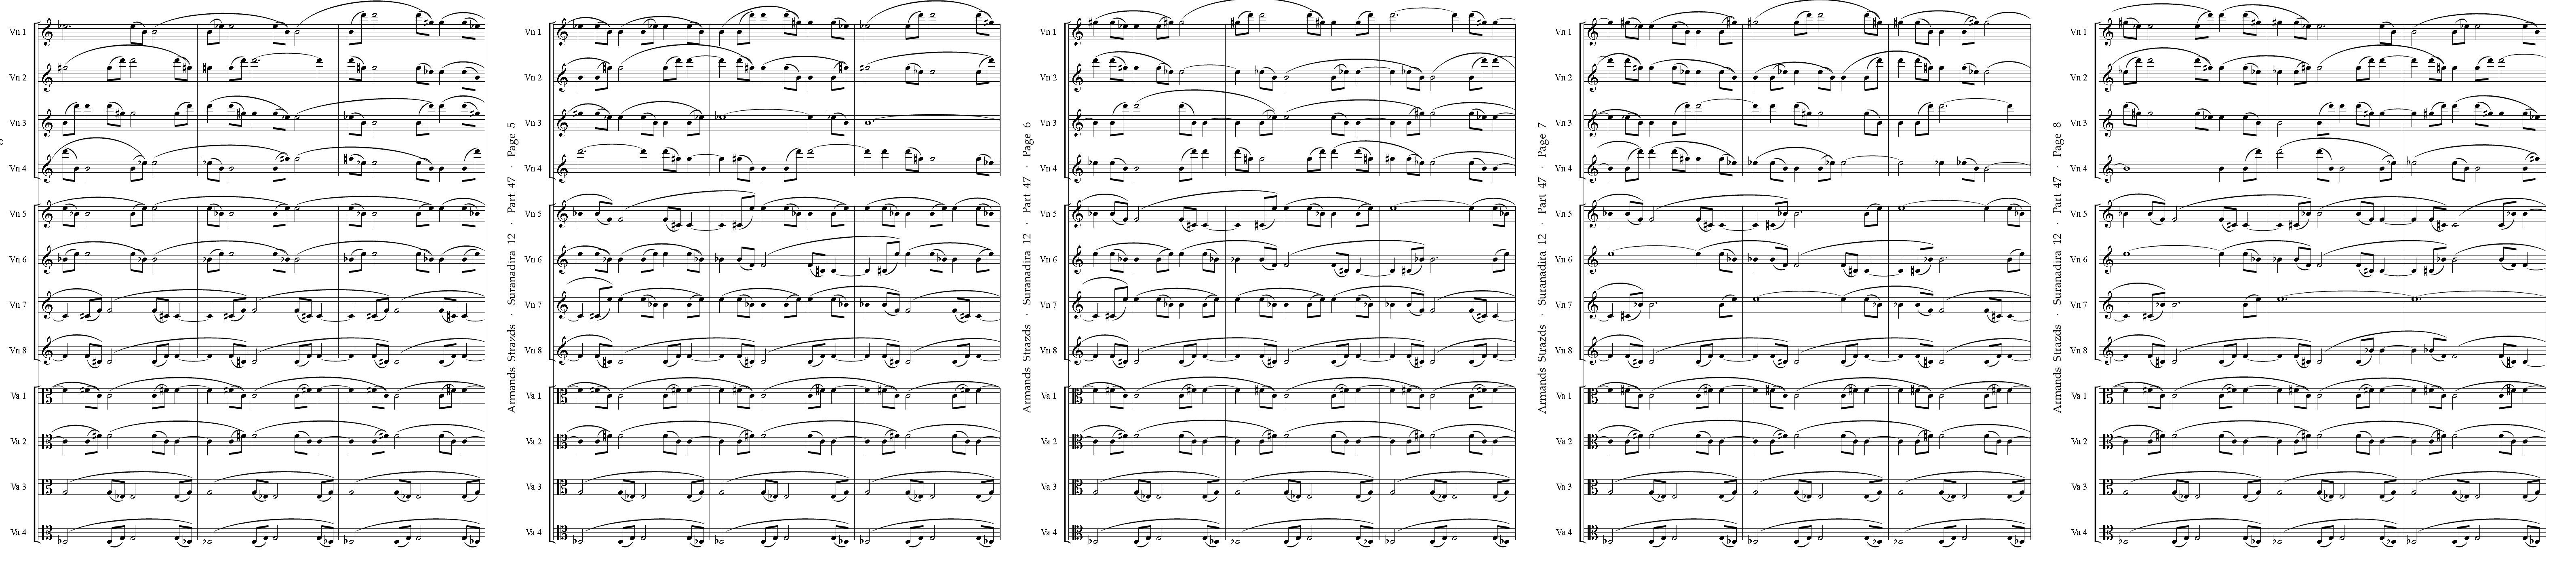 Vn 1
Vn 2
Vn 3
Vn 4
Vn 5
Vn 6
Vn 7
Vn 8
Va 1
Va 2
Va 3
Va 4
Armands Strazds · Suranadira 12 · Part 47 · Page 5
Vn 1
Vn 2
Vn 3
Vn 4
Vn 5
Vn 6
Vn 7
Vn 8
Va 1
Va 2
Va 3
Va 4
Armands Strazds · Suranadira 12 · Part 47 · Page 6
Vn 1
Vn 2
Vn 3
Vn 4
Vn 5
Vn 6
Vn 7
Vn 8
Va 1
Va 2
Va 3
Va 4
Armands Strazds · Suranadira 12 · Part 47 · Page 7
Vn 1
Vn 2
Vn 3
Vn 4
Vn 5
Vn 6
Vn 7
Vn 8
Va 1
Va 2
Va 3
Va 4
Armands Strazds · Suranadira 12 · Part 47 · Page 8
Vn 1
Vn 2
Vn 3
Vn 4
Vn 5
Vn 6
Vn 7
Vn 8
Va 1
Va 2
Va 3
Va 4